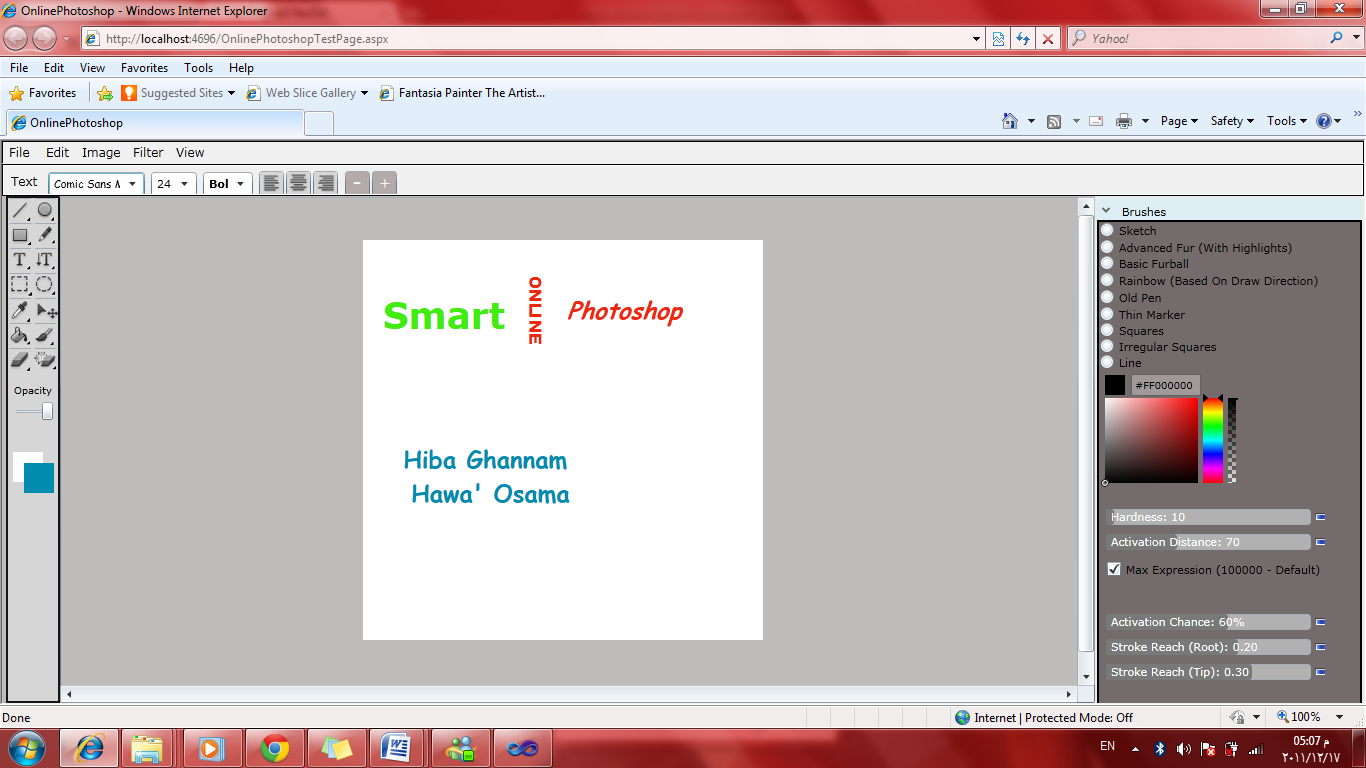 OnlinePhotoshop - Windows Internet Explorer
http://localhost:4696/OnlinePhotoshopTestPage.aspx
Yahoo!
File Edit View Favorites Tools Help
Favorites Suggested Sites Web Slice Gallery Fantasia Painter The Artist...
OnlinePhotoshop
Page Safety Tools
File Edit Image Filter View
Text Comic Sans M 24 Bol - +
T T
Opacity
Smart ONLINE Photoshop
Hiba Ghannam
Hawa' Osama
Brushes
Sketch
Advanced Fur (With Highlights)
Basic Furball
Rainbow (Based On Draw Direction)
Old Pen
Thin Marker
Squares
Irregular Squares
Line
#FF000000
Hardness: 10
Activation Distance: 70
Max Expression (100000 - Default)
Activation Chance: 60%
Stroke Reach (Root): 0.20
Stroke Reach (Tip): 0.30
Done Internet | Protected Mode: Off 100%
EN
05:07 م
٢٠١١/١٢/١٧